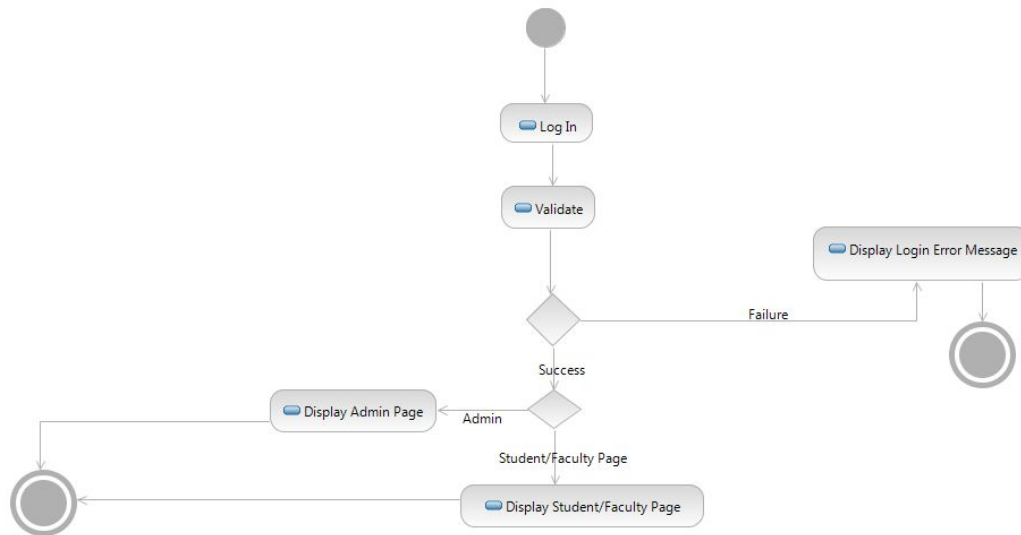 Log In
Validate
Display Login Error Message
Failure
Success
Display Admin Page
Admin
Student/Faculty Page
Display Student/Faculty Page